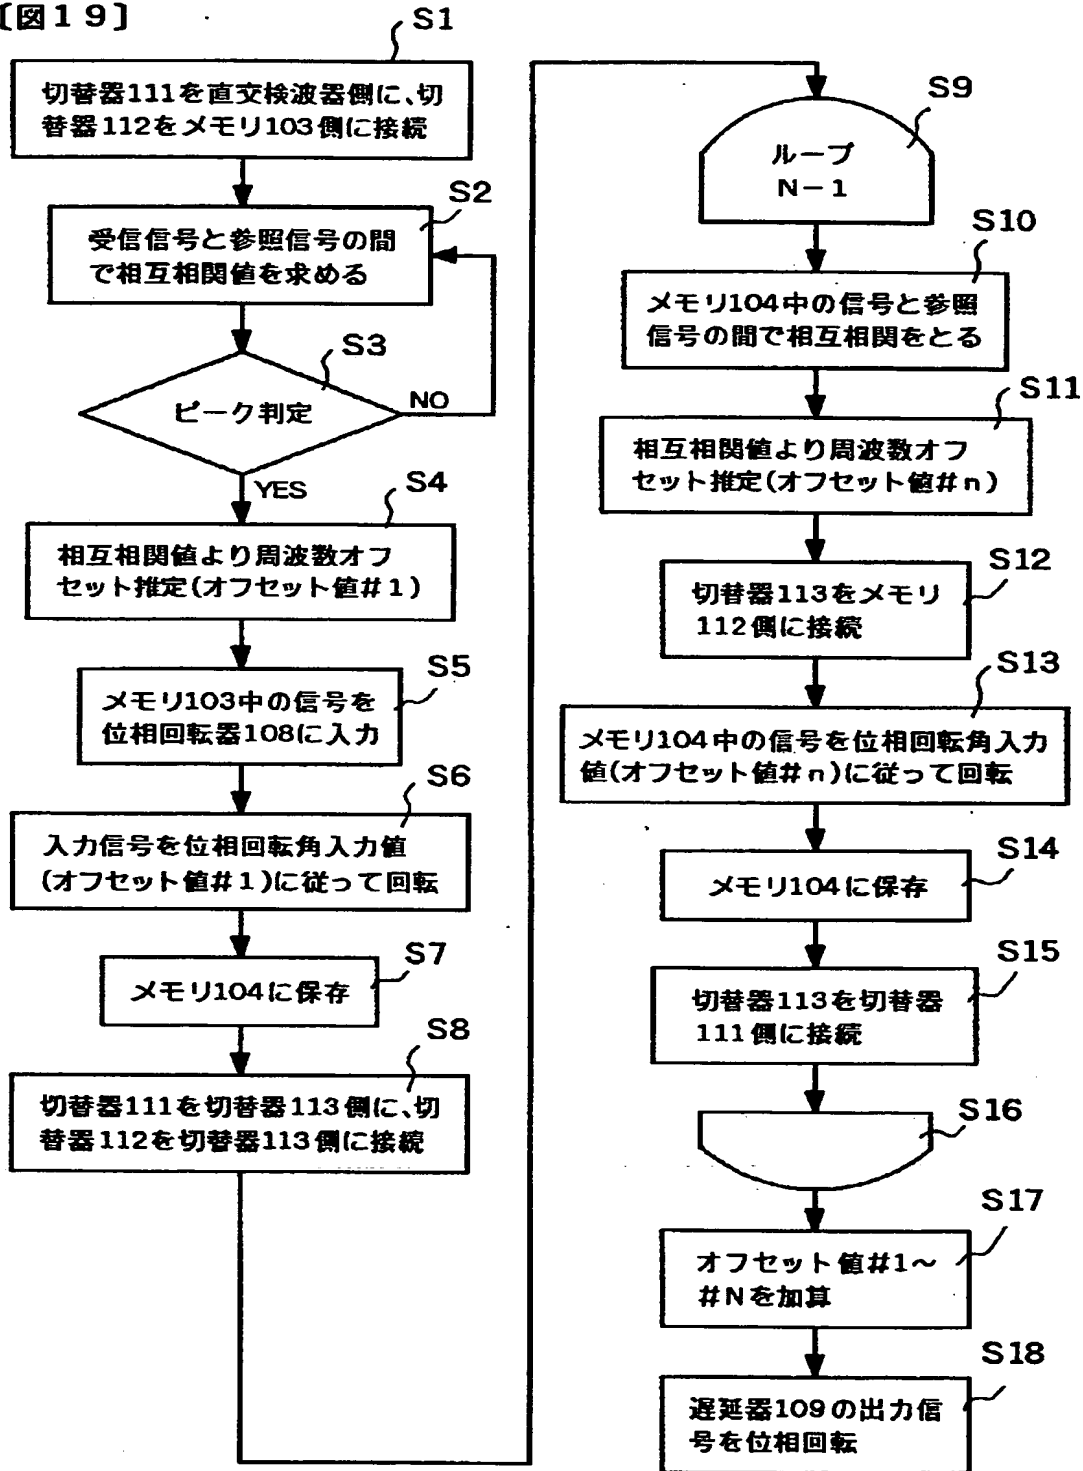 〔図19〕
S1
切替器111を直交検波器側に、切
替器112をメモリ103側に接続
S2
受信信号と参照信号の間
で相互相関値を求める
S3
ピーク判定
NO
YES
S4
相互相関値より周波数オフ
セット推定(オフセット値#1)
S5
メモリ103中の信号を
位相回転器108に入力
S6
入力信号を位相回転角入力値
(オフセット値#1)に従って回転
S7
メモリ104に保存
S8
切替器111を切替器113側に、切
替器112を切替器113側に接続
S9
ループ
N-1
S10
メモリ104中の信号と参照
信号の間で相互相関をとる
S11
相互相関値より周波数オフ
セット推定(オフセット値#n)
S12
切替器113をメモリ
112側に接続
S13
メモリ104中の信号を位相回転角入力
値(オフセット値#n)に従って回転
S14
メモリ104に保存
S15
切替器113を切替器
111側に接続
S16
S17
オフセット値#1~
#Nを加算
S18
遅延器109の出力信
号を位相回転